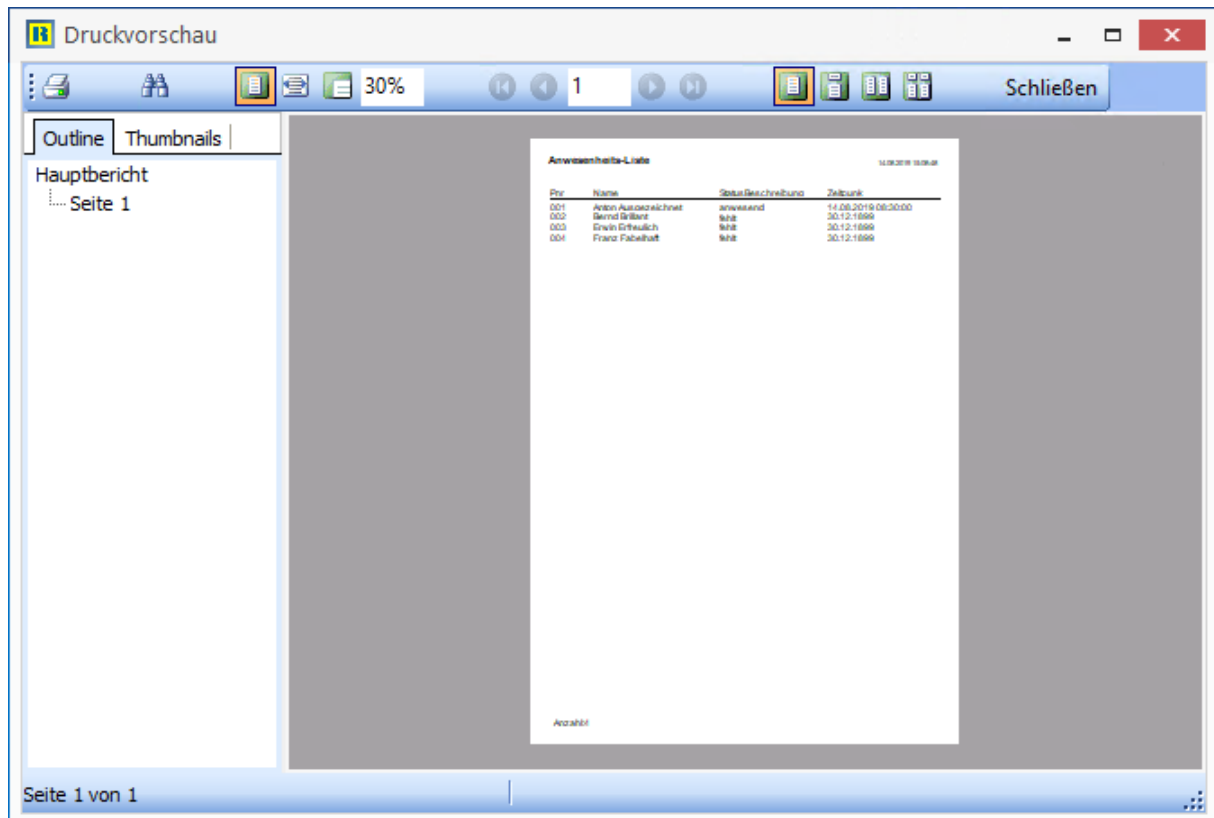 Druckvorschau
30% 1 Schließen
Outline Thumbnails
Hauptbericht
Seite 1
Anwesenheits-Liste
Pnr Name StatusBeschreibung Zeitpunk
001 Anton Ausgezeichnet anwesend 14.08.2019 08:30:00
002 Bernd Brillant fehlt 30.12.1899
003 Erwin Erfreulich fehlt 30.12.1899
004 Franz Fabelhaft fehlt 30.12.1899
Seite 1 von 1